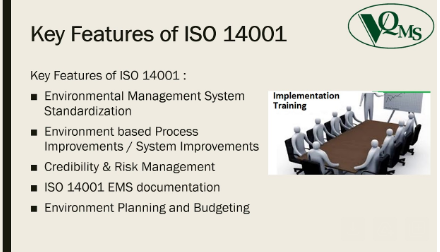 Key Features of ISO 14001
VQMS
Key Features of ISO 14001 :
■ Environmental Management System
Standardization
■ Environment based Process
Improvements / System Improvements
■ Credibility & Risk Management
■ ISO 14001 EMS documentation
■ Environment Planning and Budgeting
Implementation
Training